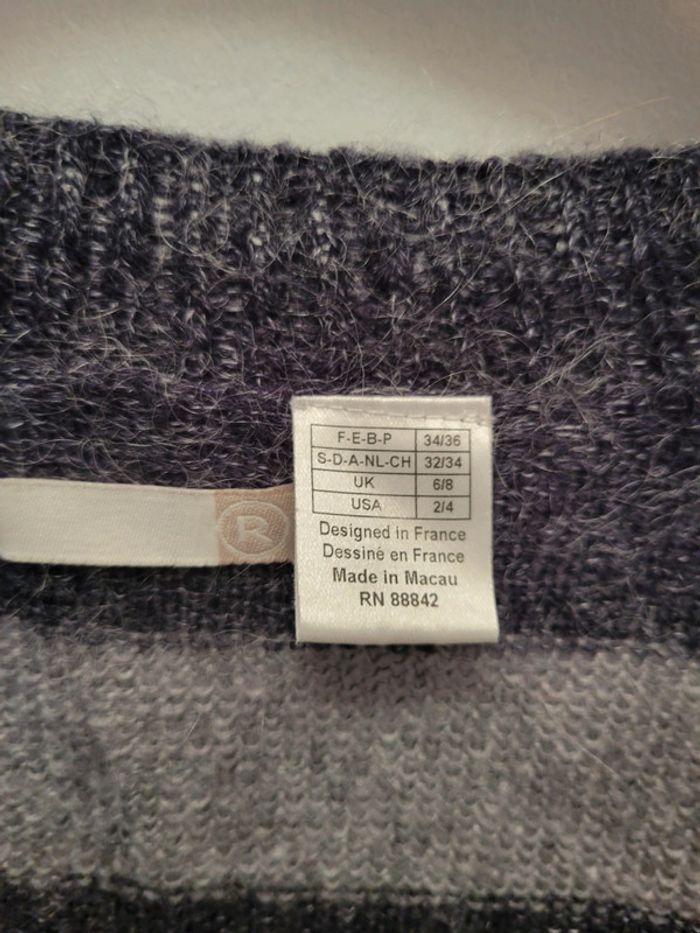 R
F-E-B-P 34/36
S-D-A-NL-CH 32/34
UK 6/8
USA 2/4
Designed in France
Dessiné en France
Made in Macau
RN 88842